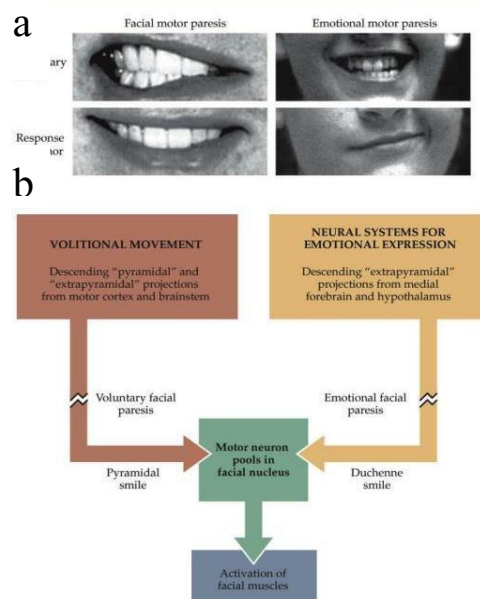 a
Facial motor paresis
Emotional motor paresis
ary
Response
nor
b
VOLITIONAL MOVEMENT
Descending “pyramidal” and
“extrapyramidal” projections
from motor cortex and brainstem
NEURAL SYSTEMS FOR
EMOTIONAL EXPRESSION
Descending “extrapyramidal”
projections from medial
forebrain and hypothalamus
Voluntary facial
paresis
Emotional facial
paresis
Motor neuron
pools in
facial nucleus
Pyramidal
smile
Duchenne
smile
Activation of
facial muscles